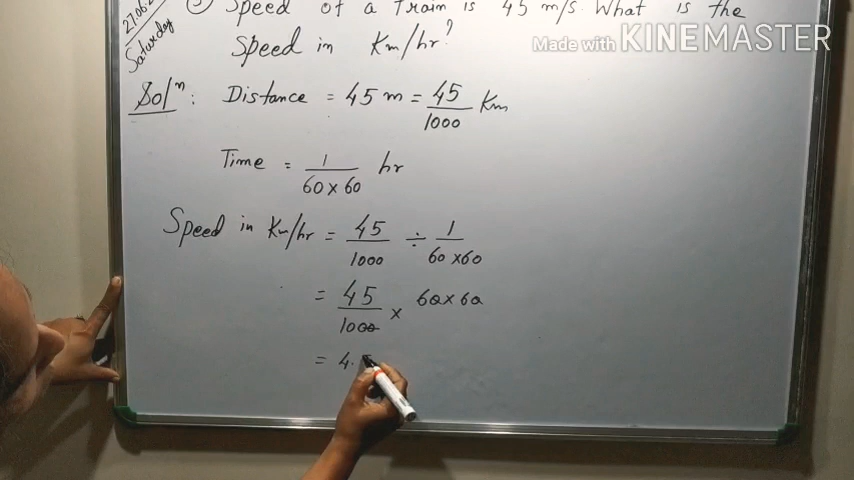 27.06.2
Saturday
Speed of a Train is 45 m/s. What is the
Speed in Km/hr?
Made with KINEMASTER
Solⁿ: Distance = 45 m = 45/1000 Km
Time = 1/(60 × 60) hr
Speed in Km/hr = 45/1000 ÷ 1/(60 × 60)
= 45/1000 × 60 × 60
= 4.5